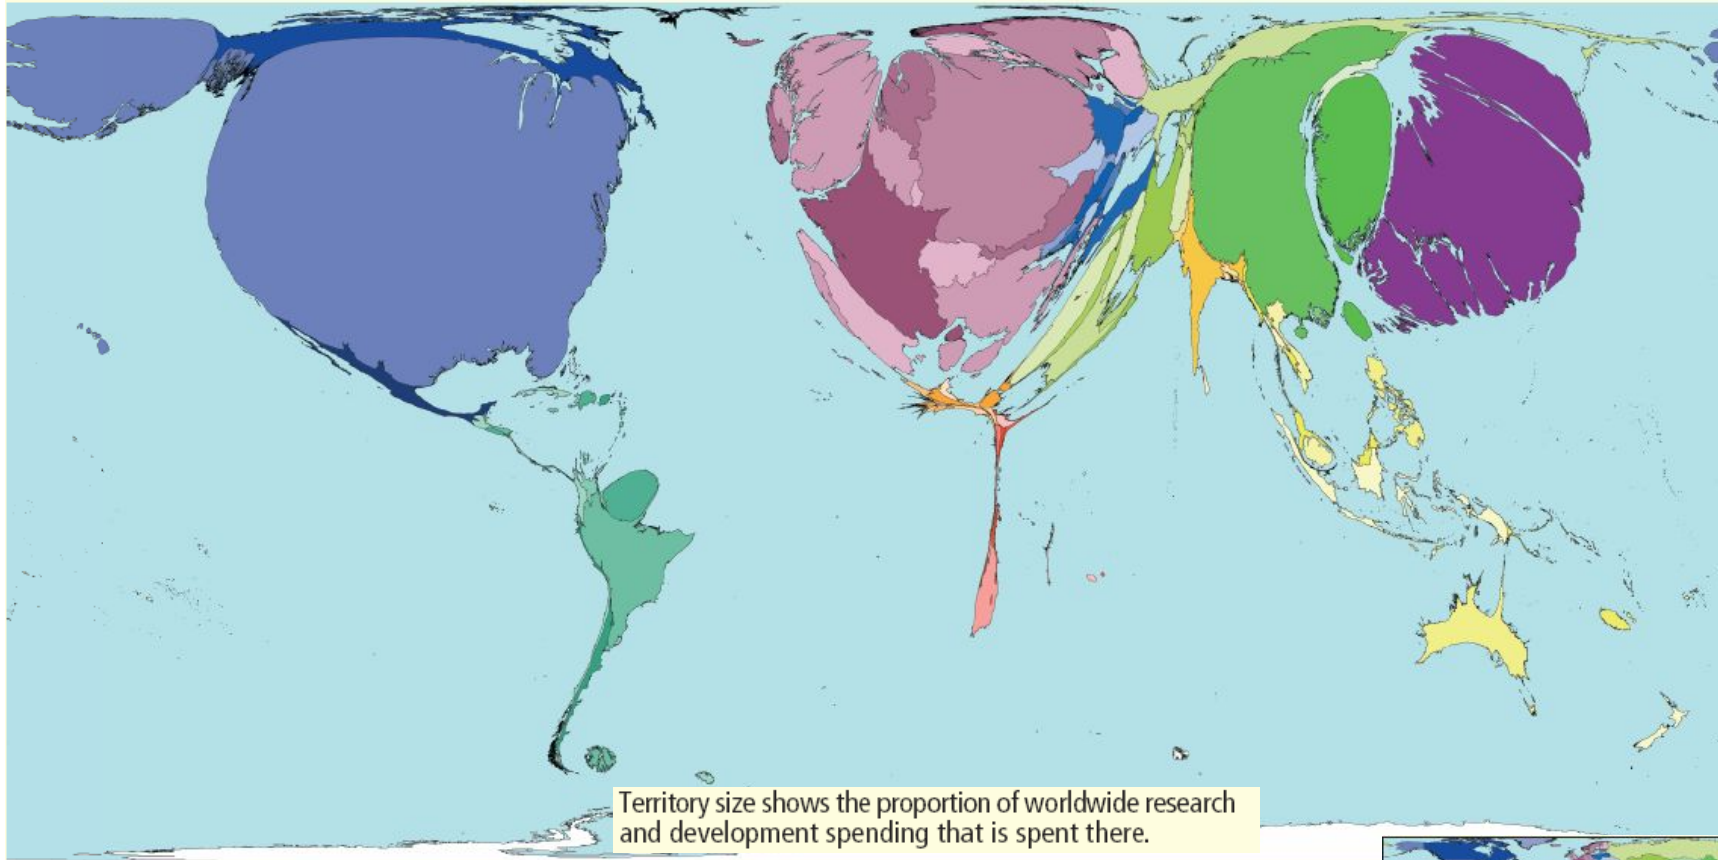 Territory size shows the proportion of worldwide research
and development spending that is spent there.